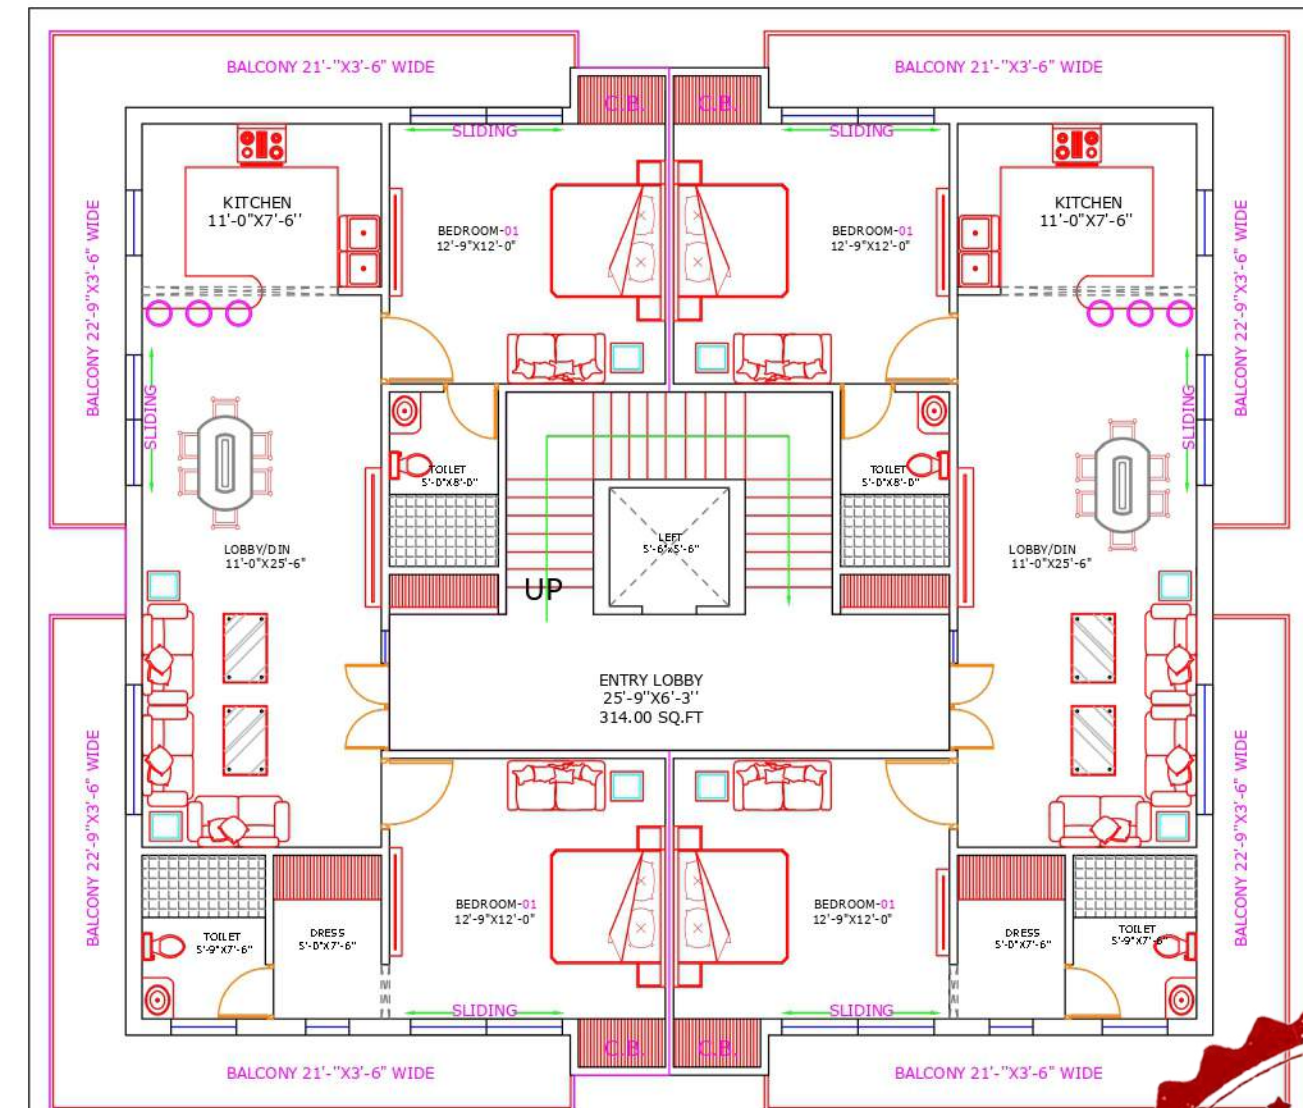 BALCONY 21'-"X3'-6" WIDE
BALCONY 21'-"X3'-6" WIDE
C.B.
C.B.
SLIDING
SLIDING
KITCHEN
11'-0"X7'-6''
BEDROOM-01
12'-9"X12'-0"
BEDROOM-01
12'-9"X12'-0"
KITCHEN
11'-0"X7'-6"
BALCONY 22'-9"X3'-6" WIDE
BALCONY 22'-9"X3'-6" WIDE
SLIDING
SLIDING
TOILET
5'-0"X8'-0"
TOILET
5'-0"X8'-0"
LEFT
5'-6"x5'-6"
LOBBY/DIN
11'-0"X25'-6"
LOBBY/DIN
11'-0"X25'-6"
UP
ENTRY LOBBY
25'-9"X6'-3''
314.00 SQ.FT
BALCONY 22'-9"X3'-6" WIDE
BALCONY 22'-9"X3'-6" WIDE
BEDROOM-01
12'-9"X12'-0"
BEDROOM-01
12'-9"X12'-0"
TOILET
5'-9"X7'-6"
DRESS
5'-0"X7'-6"
DRESS
5'-0"X7'-6"
TOILET
5'-9"X7'-6"
SLIDING
SLIDING
C.B.
C.B.
BALCONY 21'-"X3'-6" WIDE
BALCONY 21'-"X3'-6" WIDE